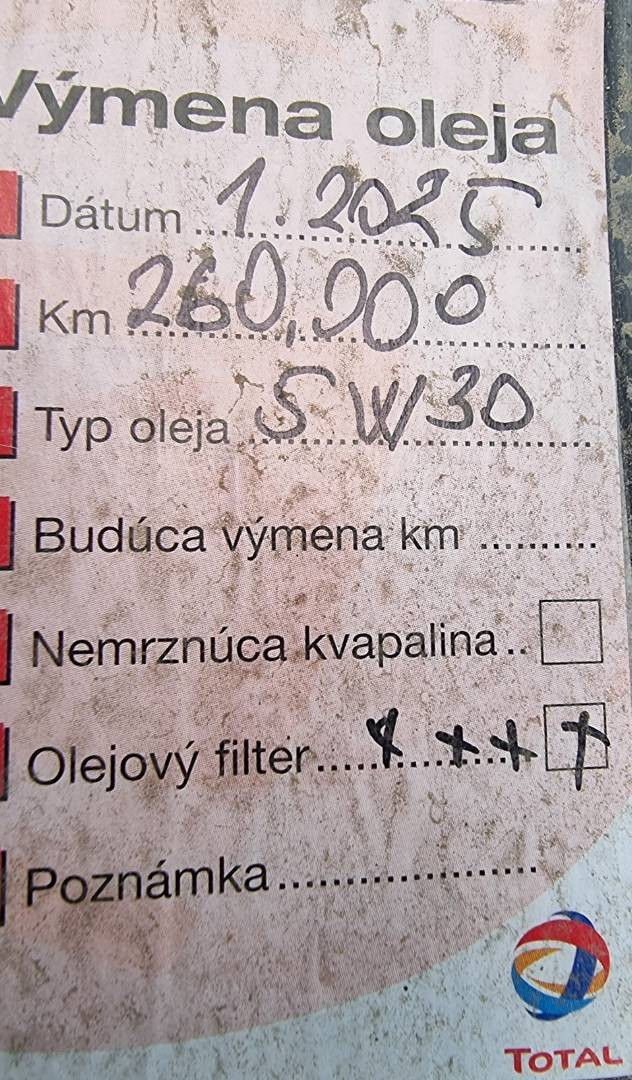 Výmena oleja
Dátum 1.2025
Km 260,000
Typ oleja 5W30
Budúca výmena km ..........
Nemrznúca kvapalina ..
Olejový filter..... x x x x
Poznámka....................
TOTAL